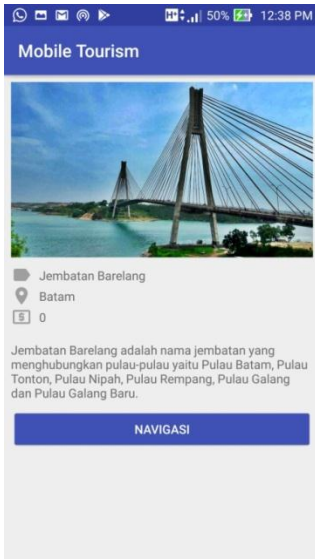 50% 12:38 PM
Mobile Tourism
Jembatan Barelang
Batam
0
Jembatan Barelang adalah nama jembatan yang
menghubungkan pulau-pulau yaitu Pulau Batam, Pulau
Tonton, Pulau Nipah, Pulau Rempang, Pulau Galang
dan Pulau Galang Baru.
NAVIGASI